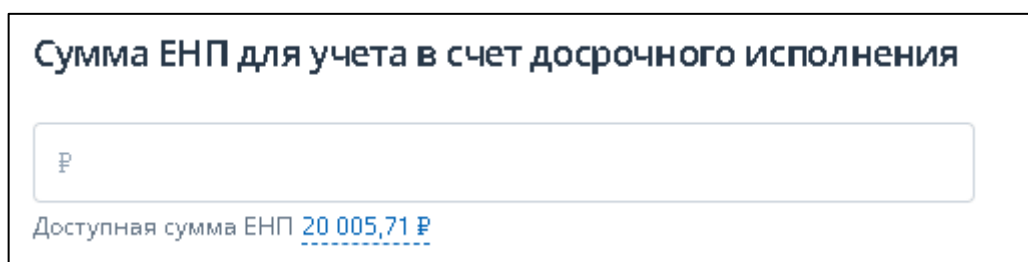 Сумма ЕНП для учета в счет досрочного исполнения
₽
Доступная сумма ЕНП 20 005,71 ₽